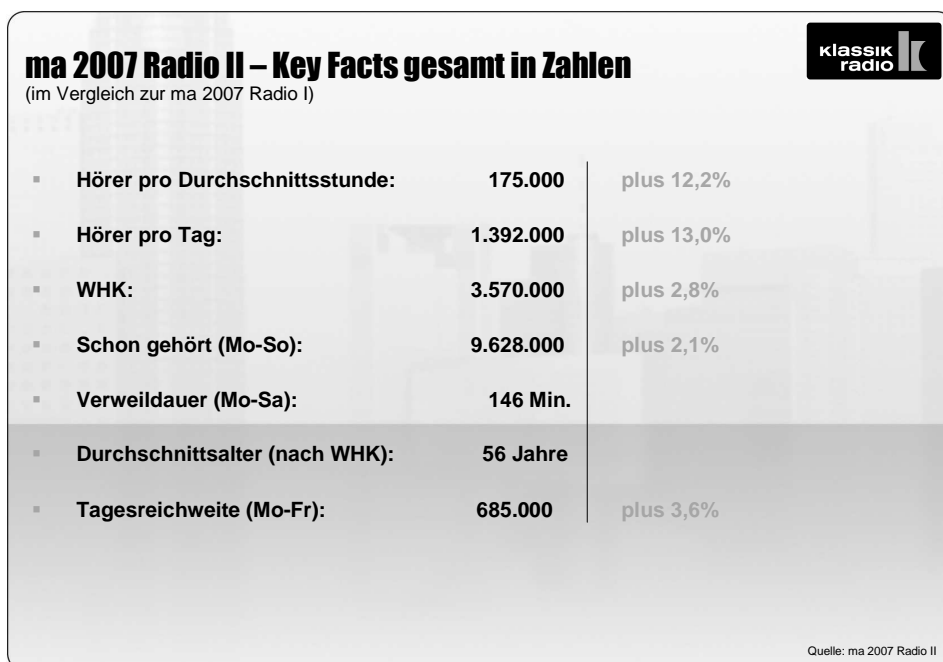 ma 2007 Radio II – Key Facts gesamt in Zahlen
(im Vergleich zur ma 2007 Radio I)
Klassik
radio
Hörer pro Durchschnittsstunde: 175.000 plus 12,2%
Hörer pro Tag: 1.392.000 plus 13,0%
WHK: 3.570.000 plus 2,8%
Schon gehört (Mo-So): 9.628.000 plus 2,1%
Verweildauer (Mo-Sa): 146 Min.
Durchschnittsalter (nach WHK): 56 Jahre
Tagesreichweite (Mo-Fr): 685.000 plus 3,6%
Quelle: ma 2007 Radio II